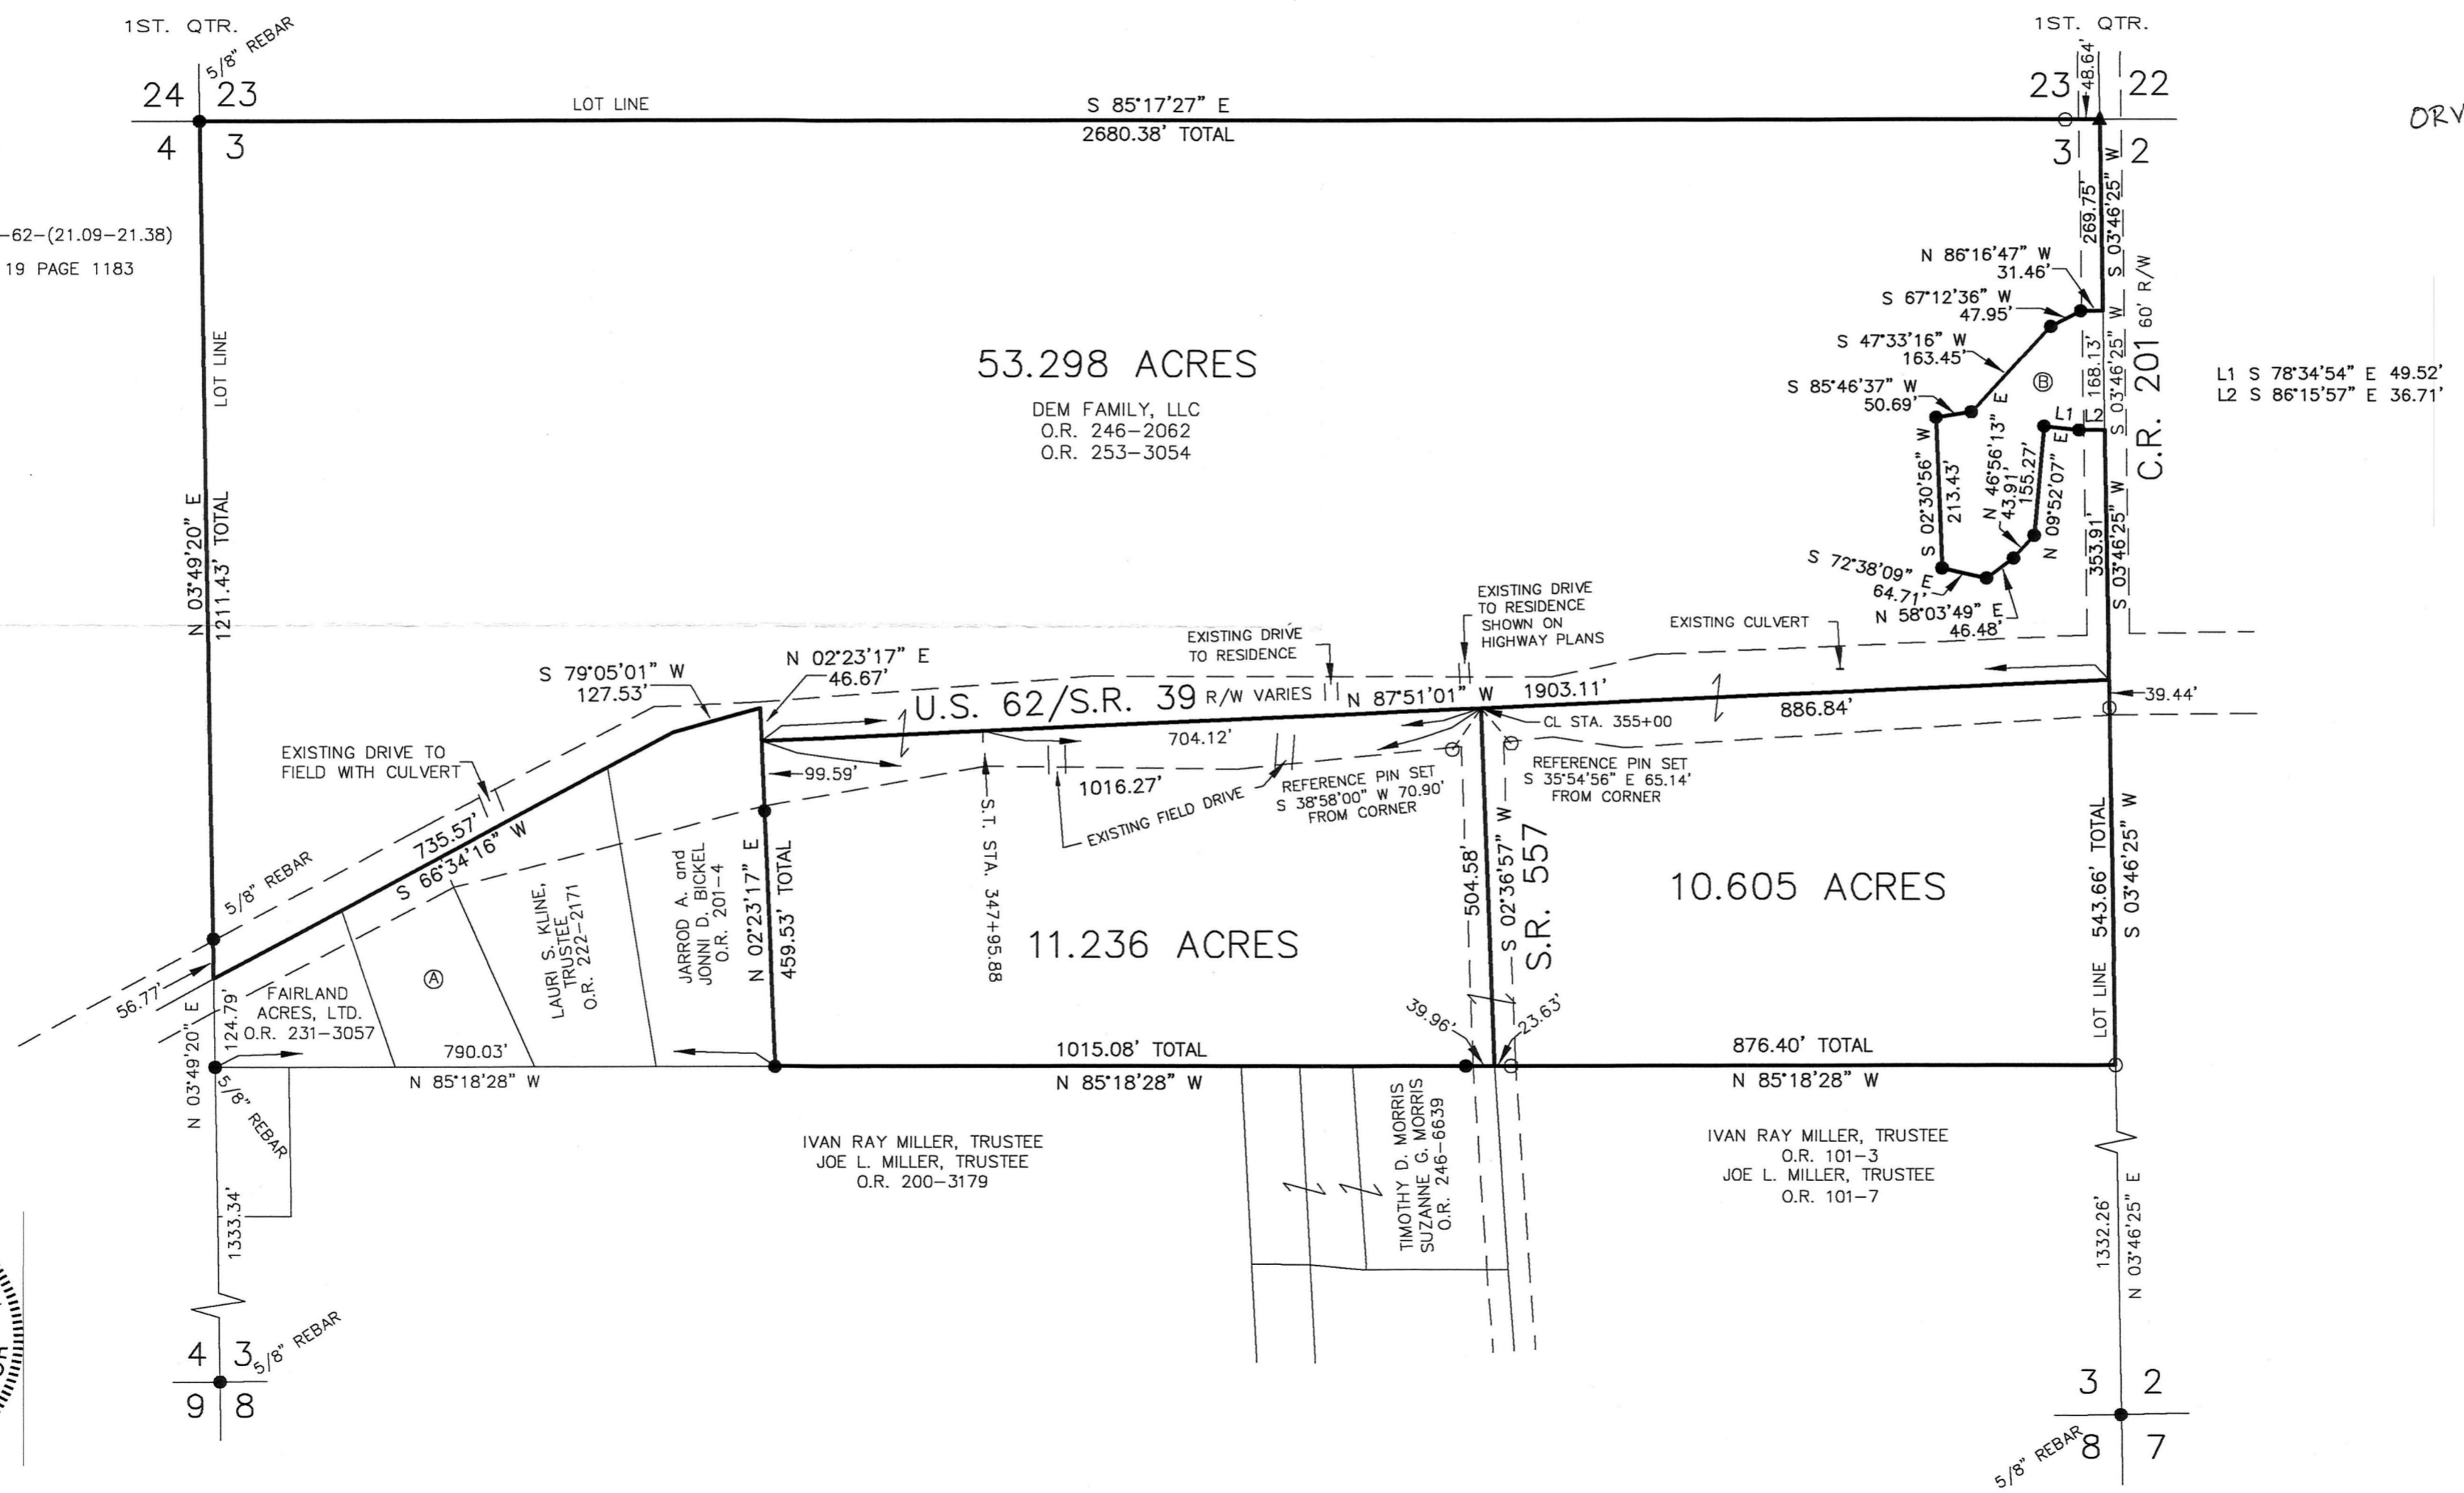 1ST. QTR.
5/8" REBAR
24 23
4 3
LOT LINE
S 85°17'27" E
2680.38' TOTAL
1ST. QTR.
48.64'
23 22
3 2
ORV
-62-(21.09-21.38)
19 PAGE 1183
LOT LINE
N 03°49'20" E
1211.43' TOTAL
53.298 ACRES
DEM FAMILY, LLC
O.R. 246-2062
O.R. 253-3054
269.75'
S 03°46'25" W
N 86°16'47" W
31.46'
S 67°12'36" W
47.95'
S 47°33'16" W
163.45'
S 85°46'37" W
50.69'
B
168.13'
S 03°46'25" W
C.R. 201 60' R/W
L1 S 78°34'54" E 49.52'
L2 S 86°15'57" E 36.71'
L1
L2
S 02°30'56" W
213.43'
N 46°56'13" E
43.91'
155.27'
N 09°52'07" E
353.91'
S 03°46'25" W
S 72°38'09" E
64.71'
N 58°03'49" E
46.48'
EXISTING DRIVE
TO RESIDENCE
SHOWN ON
HIGHWAY PLANS
EXISTING CULVERT
EXISTING DRIVE
TO RESIDENCE
N 02°23'17" E
46.67'
S 79°05'01" W
127.53'
U.S. 62/S.R. 39 R/W VARIES
N 87°51'01" W 1903.11'
886.84'
39.44'
CL STA. 355+00
704.12'
EXISTING DRIVE TO
FIELD WITH CULVERT
99.59'
1016.27'
EXISTING FIELD DRIVE
REFERENCE PIN SET
S 38°58'00" W 70.90'
FROM CORNER
REFERENCE PIN SET
S 35°54'56" E 65.14'
FROM CORNER
S.T. STA. 347+95.88
735.57'
S 66°34'16" W
5/8" REBAR
56.77'
N 03°49'20" E
124.79'
FAIRLAND
ACRES, LTD.
O.R. 231-3057
A
LAURI S. KLINE,
TRUSTEE
O.R. 222-2171
JARROD A. and
JONNI D. BICKEL
O.R. 201-4
N 02°23'17" E
459.53' TOTAL
11.236 ACRES
504.58'
S 02°36'57" W
S.R. 557
10.605 ACRES
LOT LINE 543.66' TOTAL
S 03°46'25" W
39.96'
23.63'
790.03'
N 85°18'28" W
1015.08' TOTAL
N 85°18'28" W
876.40' TOTAL
N 85°18'28" W
5/8" REBAR
1333.34'
IVAN RAY MILLER, TRUSTEE
JOE L. MILLER, TRUSTEE
O.R. 200-3179
TIMOTHY D. MORRIS
SUZANNE G. MORRIS
O.R. 246-6639
IVAN RAY MILLER, TRUSTEE
O.R. 101-3
JOE L. MILLER, TRUSTEE
O.R. 101-7
1332.26'
N 03°46'25" E
4 3
5/8" REBAR
9 8
3 2
8 7
5/8" REBAR